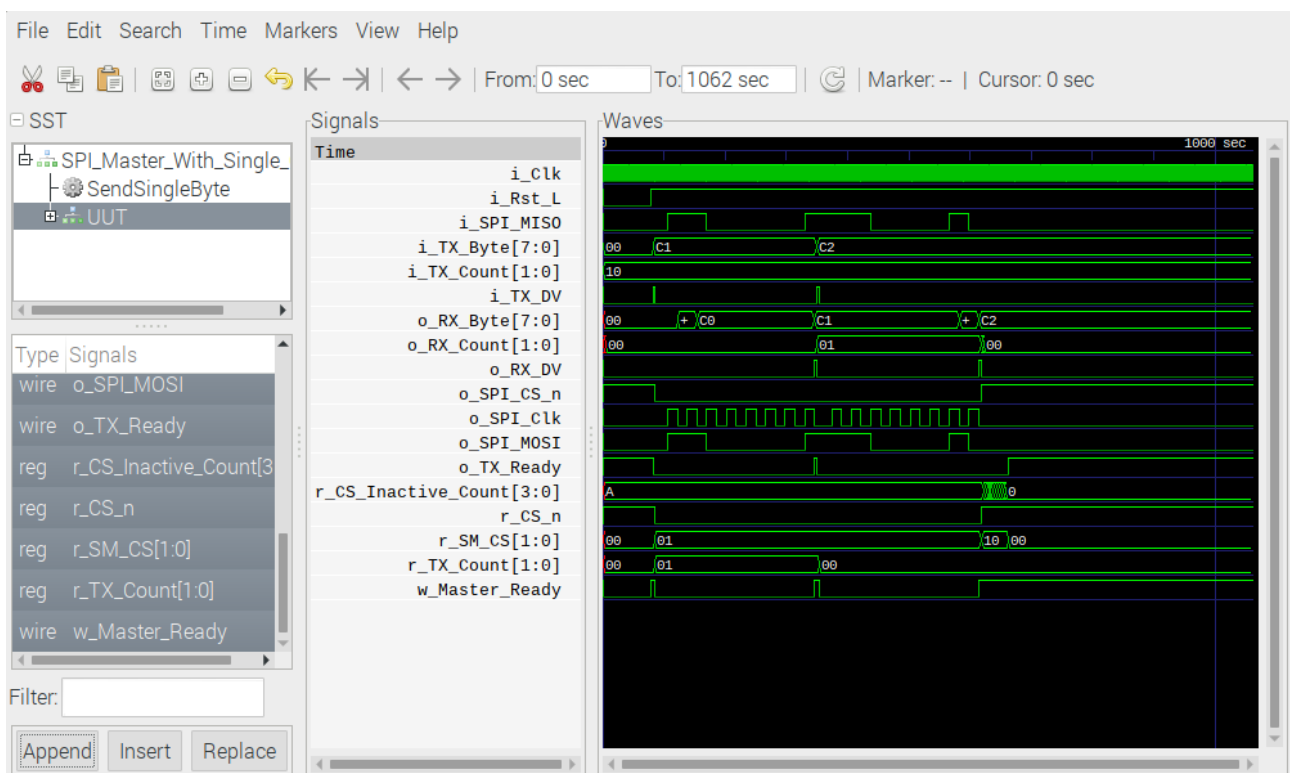 File Edit Search Time Markers View Help
From: 0 sec To: 1062 sec | Marker: -- | Cursor: 0 sec
SST
SPI_Master_With_Single_
SendSingleByte
UUT
Type Signals
wire o_SPI_MOSI
wire o_TX_Ready
reg r_CS_Inactive_Count[3
reg r_CS_n
reg r_SM_CS[1:0]
reg r_TX_Count[1:0]
wire w_Master_Ready
Filter:
Append Insert Replace
Signals
Time
i_Clk
i_Rst_L
i_SPI_MISO
i_TX_Byte[7:0]
i_TX_Count[1:0]
i_TX_DV
o_RX_Byte[7:0]
o_RX_Count[1:0]
o_RX_DV
o_SPI_CS_n
o_SPI_Clk
o_SPI_MOSI
o_TX_Ready
r_CS_Inactive_Count[3:0]
r_CS_n
r_SM_CS[1:0]
r_TX_Count[1:0]
w_Master_Ready
Waves
1000 sec
00 C1 C2
10
00 + C0 C1 + C2
00 01 00
A 0
00 01 10 00
00 01 00